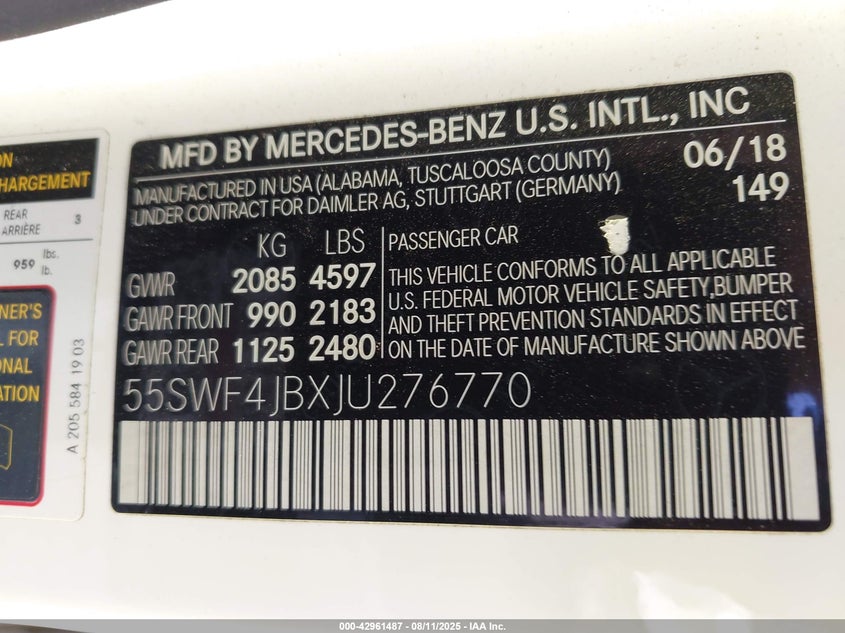 ON
HARGEMENT
REAR
ARRIÈRE
3
959
lbs.
lb.
NER'S
L FOR
ONAL
ATION
A 205 584 19 03
MFD BY MERCEDES-BENZ U.S. INTL., INC
MANUFACTURED IN USA (ALABAMA, TUSCALOOSA COUNTY)
UNDER CONTRACT FOR DAIMLER AG, STUTTGART (GERMANY)
06/18
149
KG LBS
GVWR 2085 4597
GAWR FRONT 990 2183
GAWR REAR 1125 2480
PASSENGER CAR
THIS VEHICLE CONFORMS TO ALL APPLICABLE
U.S. FEDERAL MOTOR VEHICLE SAFETY,BUMPER
AND THEFT PREVENTION STANDARDS IN EFFECT
ON THE DATE OF MANUFACTURE SHOWN ABOVE
55SWF4JBXJU276770
000-42961487 - 08/11/2025 - IAA Inc.